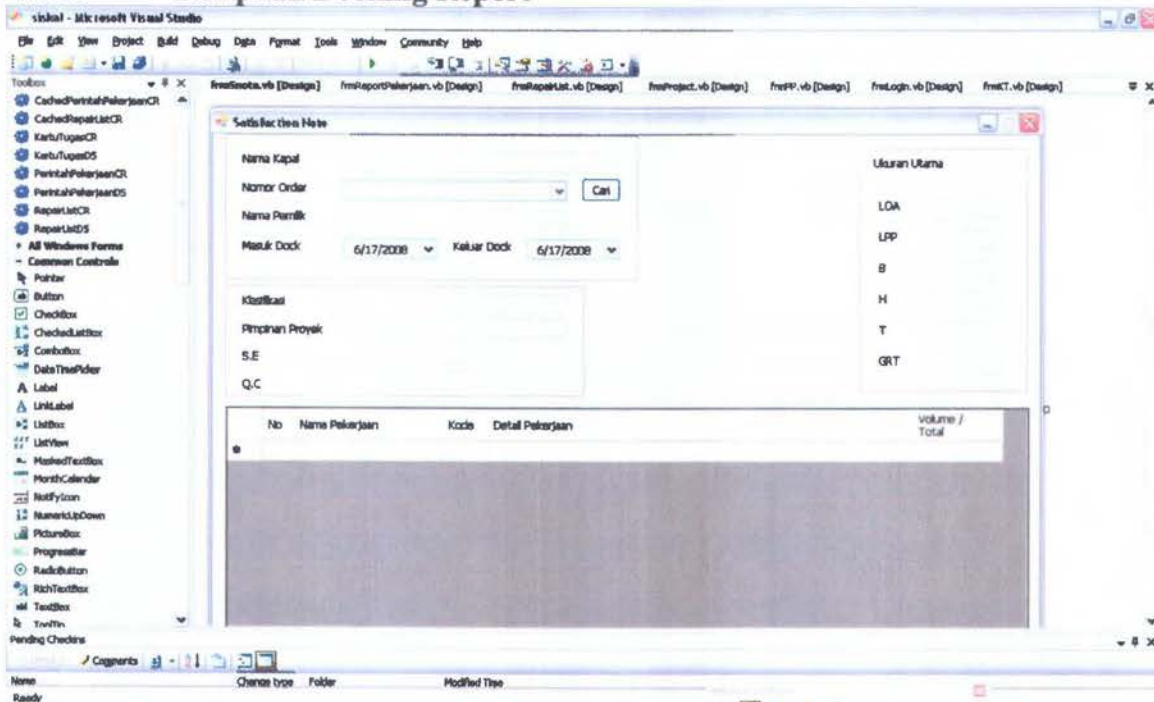 siskal - Microsoft Visual Studio
File Edit View Project Build Debug Data Format Tools Window Community Help
Toolbox
frmSnota.vb [Design] frmReportPekerjaan.vb [Design] frmRepairList.vb [Design] frmProject.vb [Design] frmPP.vb [Design] frmLogin.vb [Design] frmKT.vb [Design]
CachedPerintahPekerjaanCR
CachedRepairListCR
KartuTugasCR
KartuTugasDS
PerintahPekerjaanCR
PerintahPekerjaanDS
RepairListCR
RepairListDS
All Windows Forms
Common Controls
Pointer
Button
CheckBox
CheckedListBox
ComboBox
DateTimePicker
Label
LinkLabel
ListBox
ListView
MaskedTextBox
MonthCalendar
NotifyIcon
NumericUpDown
PictureBox
ProgressBar
RadioButton
RichTextBox
TextBox
ToolTip
Satisfaction Note
Nama Kapal
Nomor Order Cari
Nama Pemilik
Masuk Dock 6/17/2008 Keluar Dock 6/17/2008
Klasifikasi
Pimpinan Proyek
S.E
Q.C
Ukuran Utama
LOA
LPP
B
H
T
GRT
No Nama Pekerjaan Kode Detail Pekerjaan Volume /
Total
Pending Checkins
Comments
Name Change type Folder Modified Time
Ready